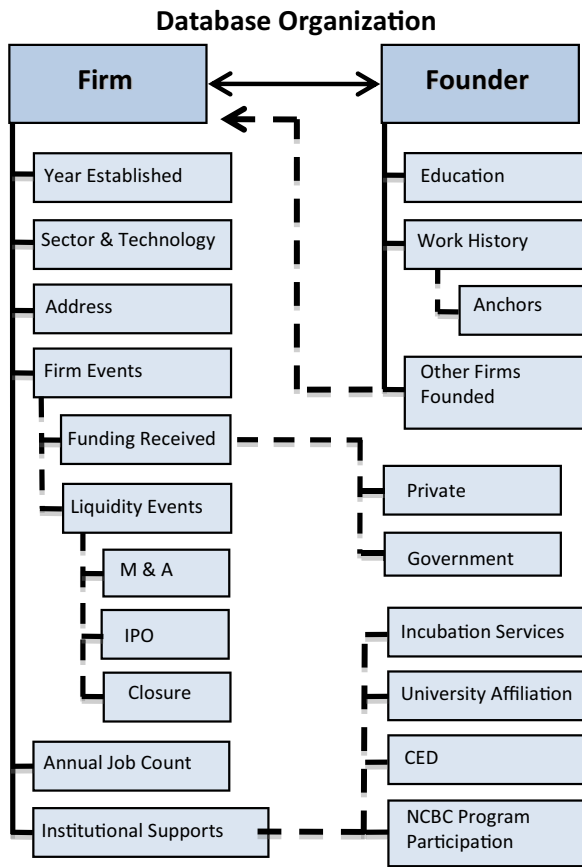 Database Organization
Firm
Founder
Year Established
Sector & Technology
Address
Firm Events
Funding Received
Liquidity Events
M & A
IPO
Closure
Annual Job Count
Institutional Supports
Education
Work History
Anchors
Other Firms
Founded
Private
Government
Incubation Services
University Affiliation
CED
NCBC Program
Participation